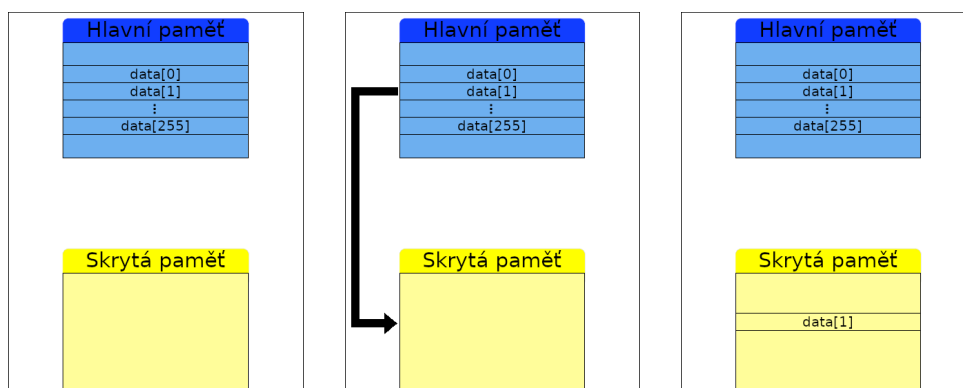 Hlavní paměť
data[0]
data[1]
⋮
data[255]
Skrytá paměť
Hlavní paměť
data[0]
data[1]
⋮
data[255]
Skrytá paměť
Hlavní paměť
data[0]
data[1]
⋮
data[255]
Skrytá paměť
data[1]